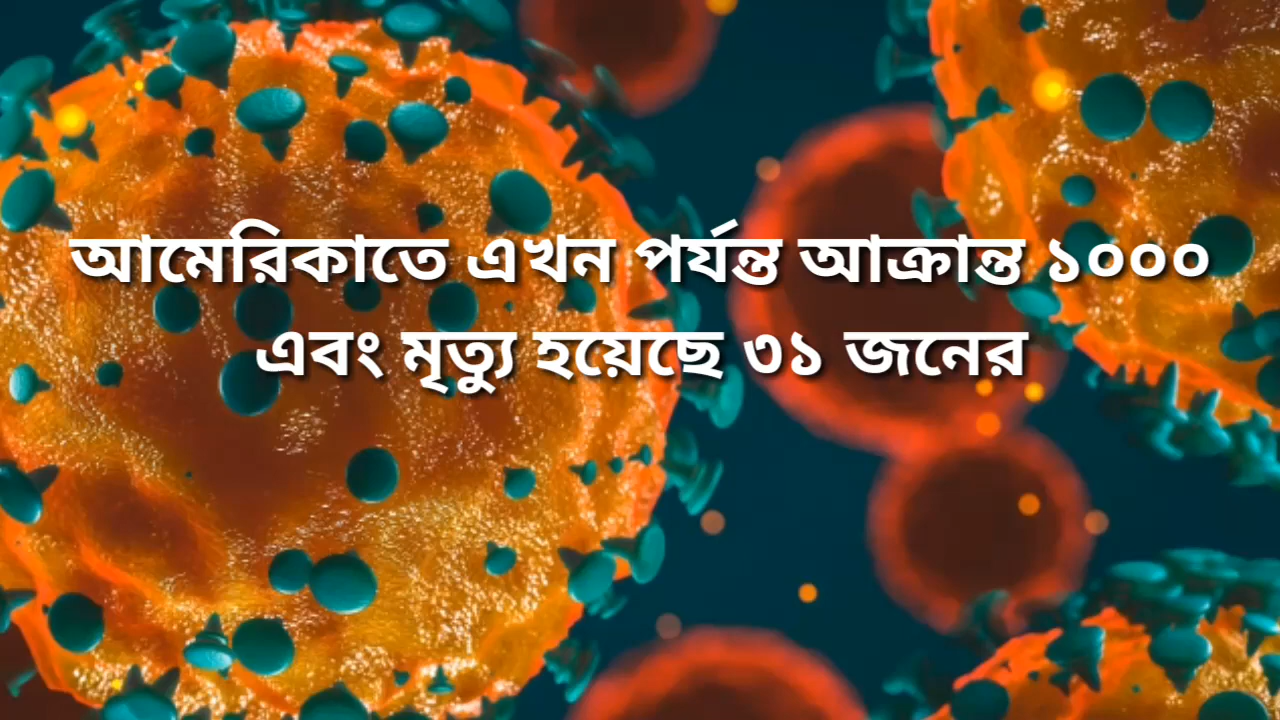 আমেরিকাতে এখন পর্যন্ত আক্রান্ত ১০০০
এবং মৃত্যু হয়েছে ৩১ জনের